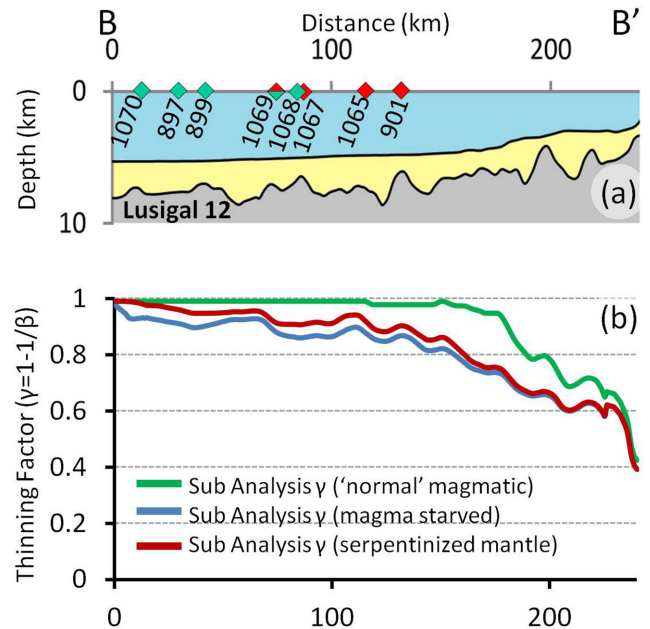 B Distance (km) B’
0 100 200
Depth (km)
0
10
1070
897
899
1069
1068
1067
1065
901
Lusigal 12
(a)
Thinning Factor (γ=1-1/β)
1
0.8
0.6
0.4
0.2
0
(b)
Sub Analysis γ (‘normal’ magmatic)
Sub Analysis γ (magma starved)
Sub Analysis γ (serpentinized mantle)
0 100 200